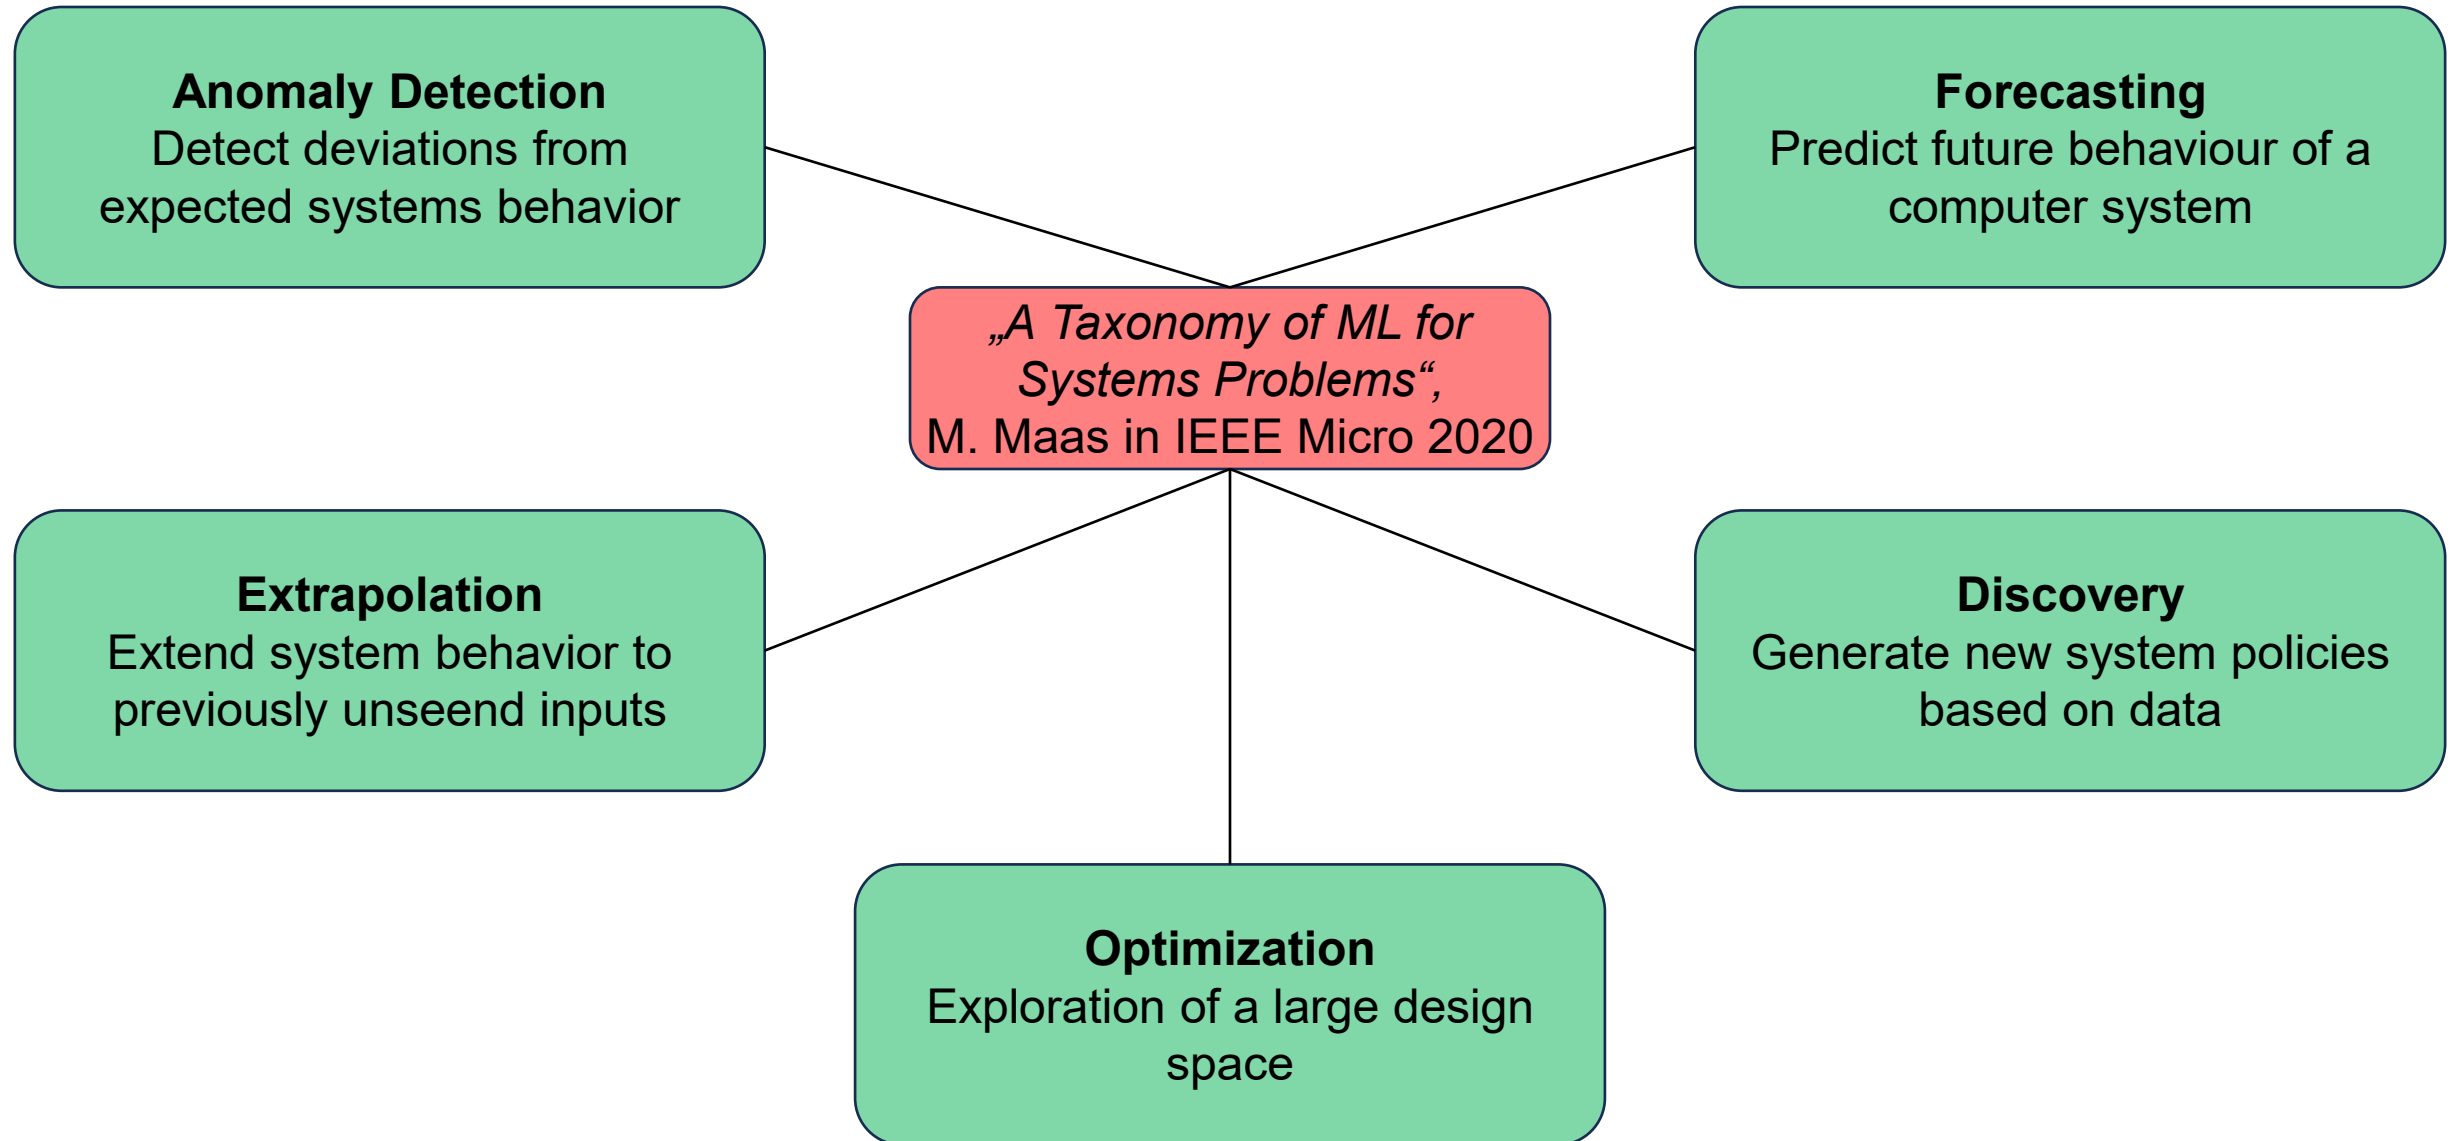 Anomaly Detection
Detect deviations from
expected systems behavior
Forecasting
Predict future behaviour of a
computer system
„A Taxonomy of ML for
Systems Problems“,
M. Maas in IEEE Micro 2020
Extrapolation
Extend system behavior to
previously unseend inputs
Discovery
Generate new system policies
based on data
Optimization
Exploration of a large design
space